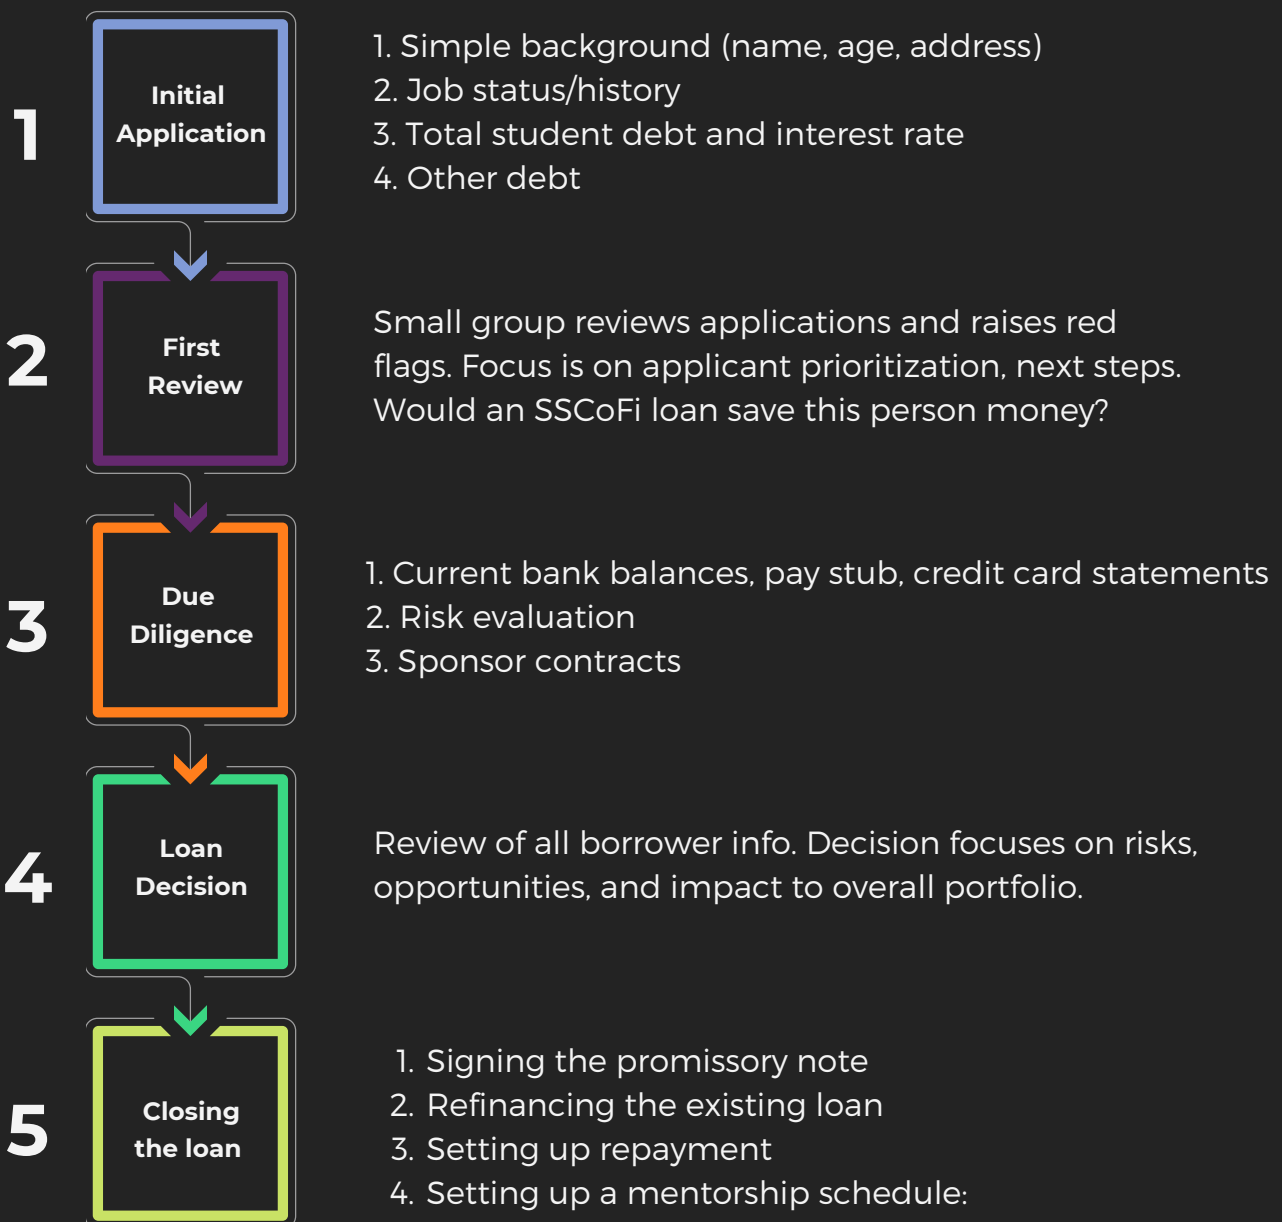 1
Initial
Application
1. Simple background (name, age, address)
2. Job status/history
3. Total student debt and interest rate
4. Other debt
2
First
Review
Small group reviews applications and raises red
flags. Focus is on applicant prioritization, next steps.
Would an SSCoFi loan save this person money?
3
Due
Diligence
1. Current bank balances, pay stub, credit card statements
2. Risk evaluation
3. Sponsor contracts
4
Loan
Decision
Review of all borrower info. Decision focuses on risks,
opportunities, and impact to overall portfolio.
5
Closing
the loan
1. Signing the promissory note
2. Refinancing the existing loan
3. Setting up repayment
4. Setting up a mentorship schedule: